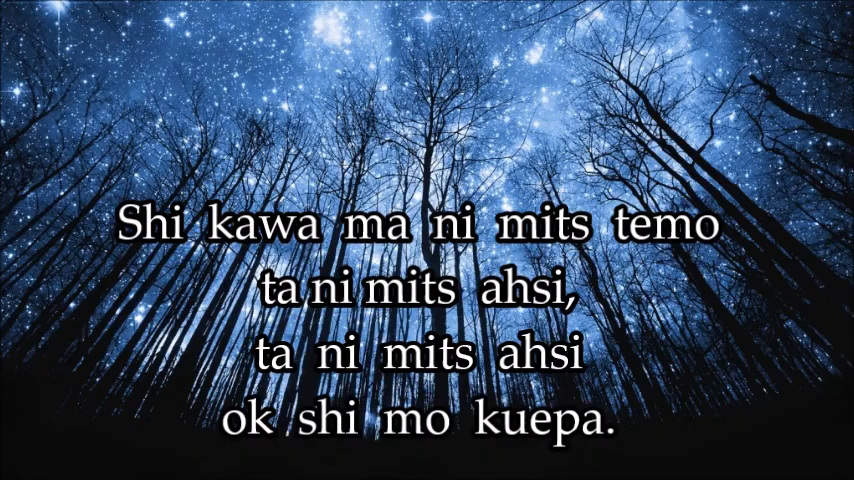 Shi kawa ma ni mits temo
ta ni mits ahsi,
ta ni mits ahsi
ok shi mo kuepa.